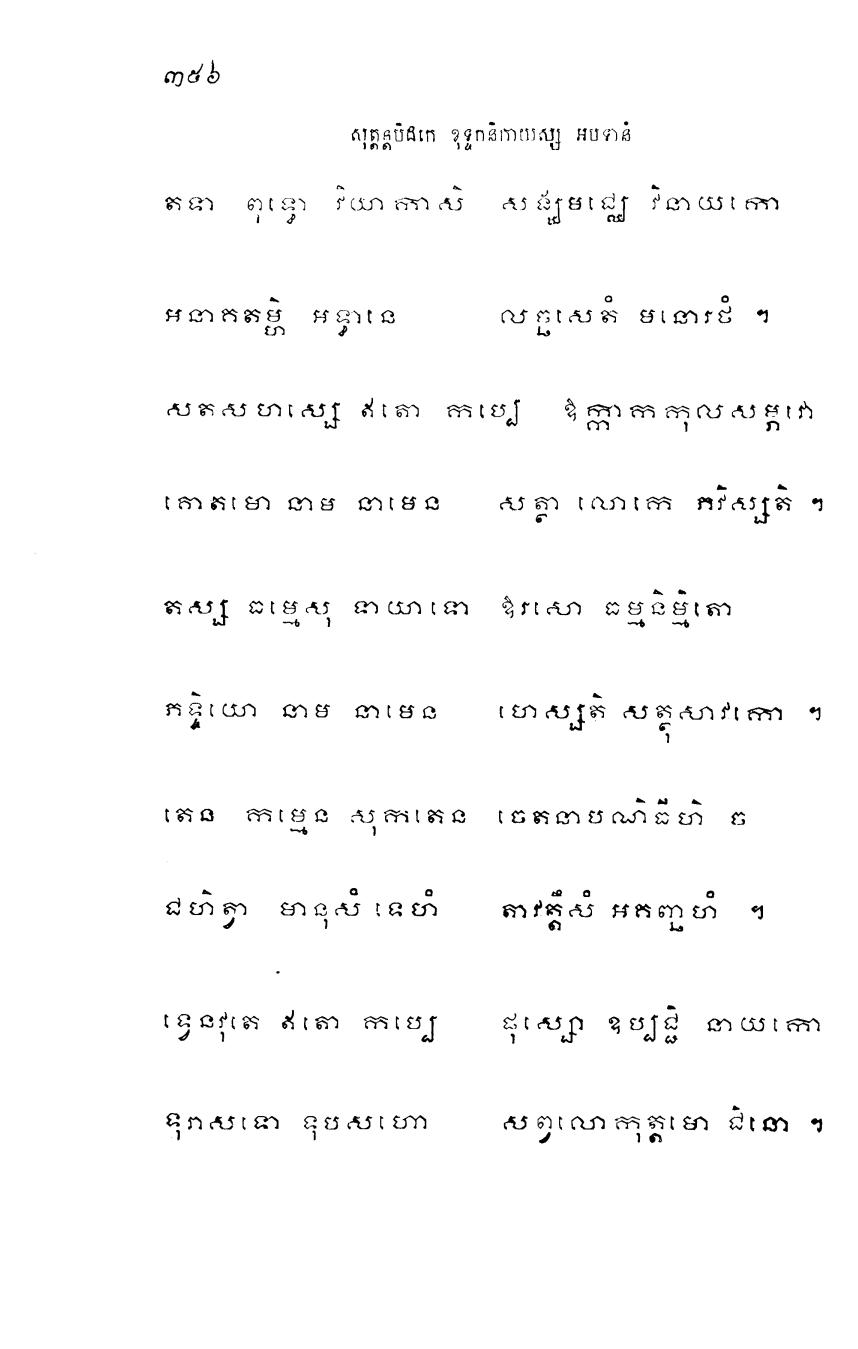 ៣៥៦
សុត្តន្តបិដកេ ខុទ្ទកនិកាយស្ស អបទានំ
តទា ពុទ្ធោ វិយាកាសិ សង្ឃមជ្ឈេ វិនាយកោ
អនាគតម្ហិ អទ្ធានេ លច្ឆសេតំ មនោរថំ ។
សតសហស្សេ ឥតោ កប្បេ ឱក្កាកកុលសម្ភវោ
គោតមោ នាម នាមេន សត្ថា លោកេ ភវិស្សតិ ។
តស្ស ធម្មេសុ ទាយាទោ ឱរសោ ធម្មនិម្មិតោ
ភទ្ទិយោ នាម នាមេន ហេស្សតិ សត្ថុសាវកោ ។
តេន កម្មេន សុកតេន ចេតនាបណិធីហិ ច
ជហិត្វា មានុសំ ទេហំ តាវត្តឹសំ អគញ្ឆហំ ។
ទ្វេនវុតេ ឥតោ កប្បេ ផុស្សោ ឧប្បជ្ជិ នាយកោ
ទុរាសទោ ទុបសហោ សព្វលោកុត្តមោ ជិនោ ។